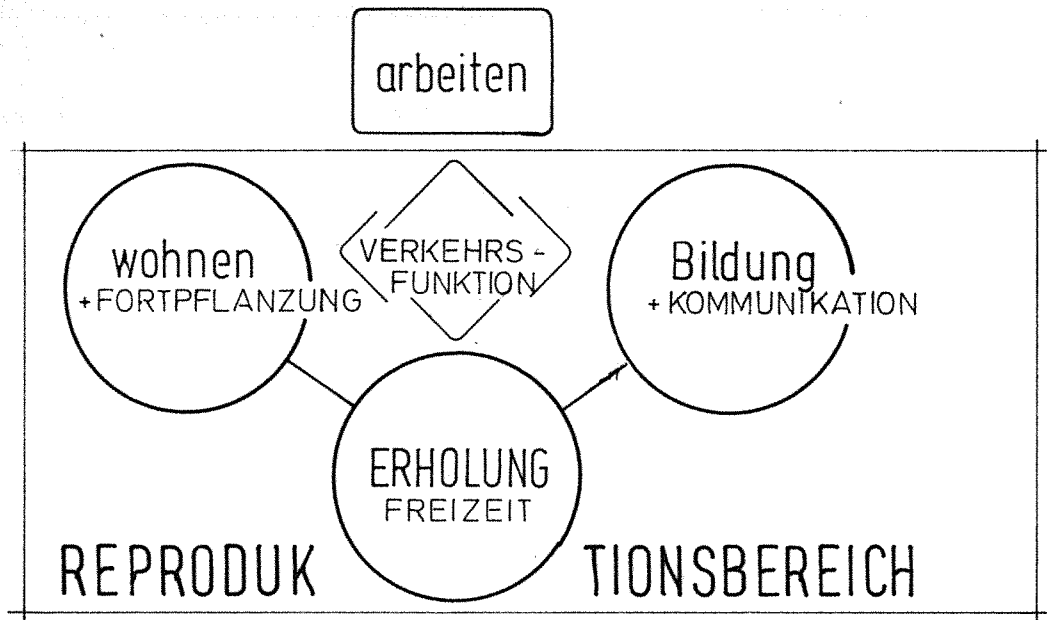 arbeiten
wohnen
+FORTPFLANZUNG
VERKEHRS-
FUNKTION
Bildung
+KOMMUNIKATION
ERHOLUNG
FREIZEIT
REPRODUK TIONSBEREICH